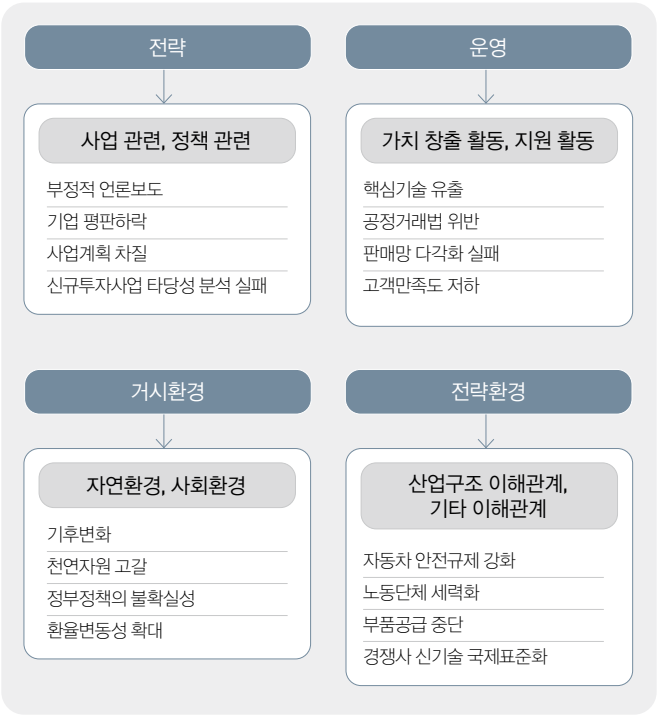 전략
사업 관련, 정책 관련
부정적 언론보도
기업 평판하락
사업계획 차질
신규투자사업 타당성 분석 실패
운영
가치 창출 활동, 지원 활동
핵심기술 유출
공정거래법 위반
판매망 다각화 실패
고객만족도 저하
거시환경
자연환경, 사회환경
기후변화
천연자원 고갈
정부정책의 불확실성
환율변동성 확대
전략환경
산업구조 이해관계,
기타 이해관계
자동차 안전규제 강화
노동단체 세력화
부품공급 중단
경쟁사 신기술 국제표준화